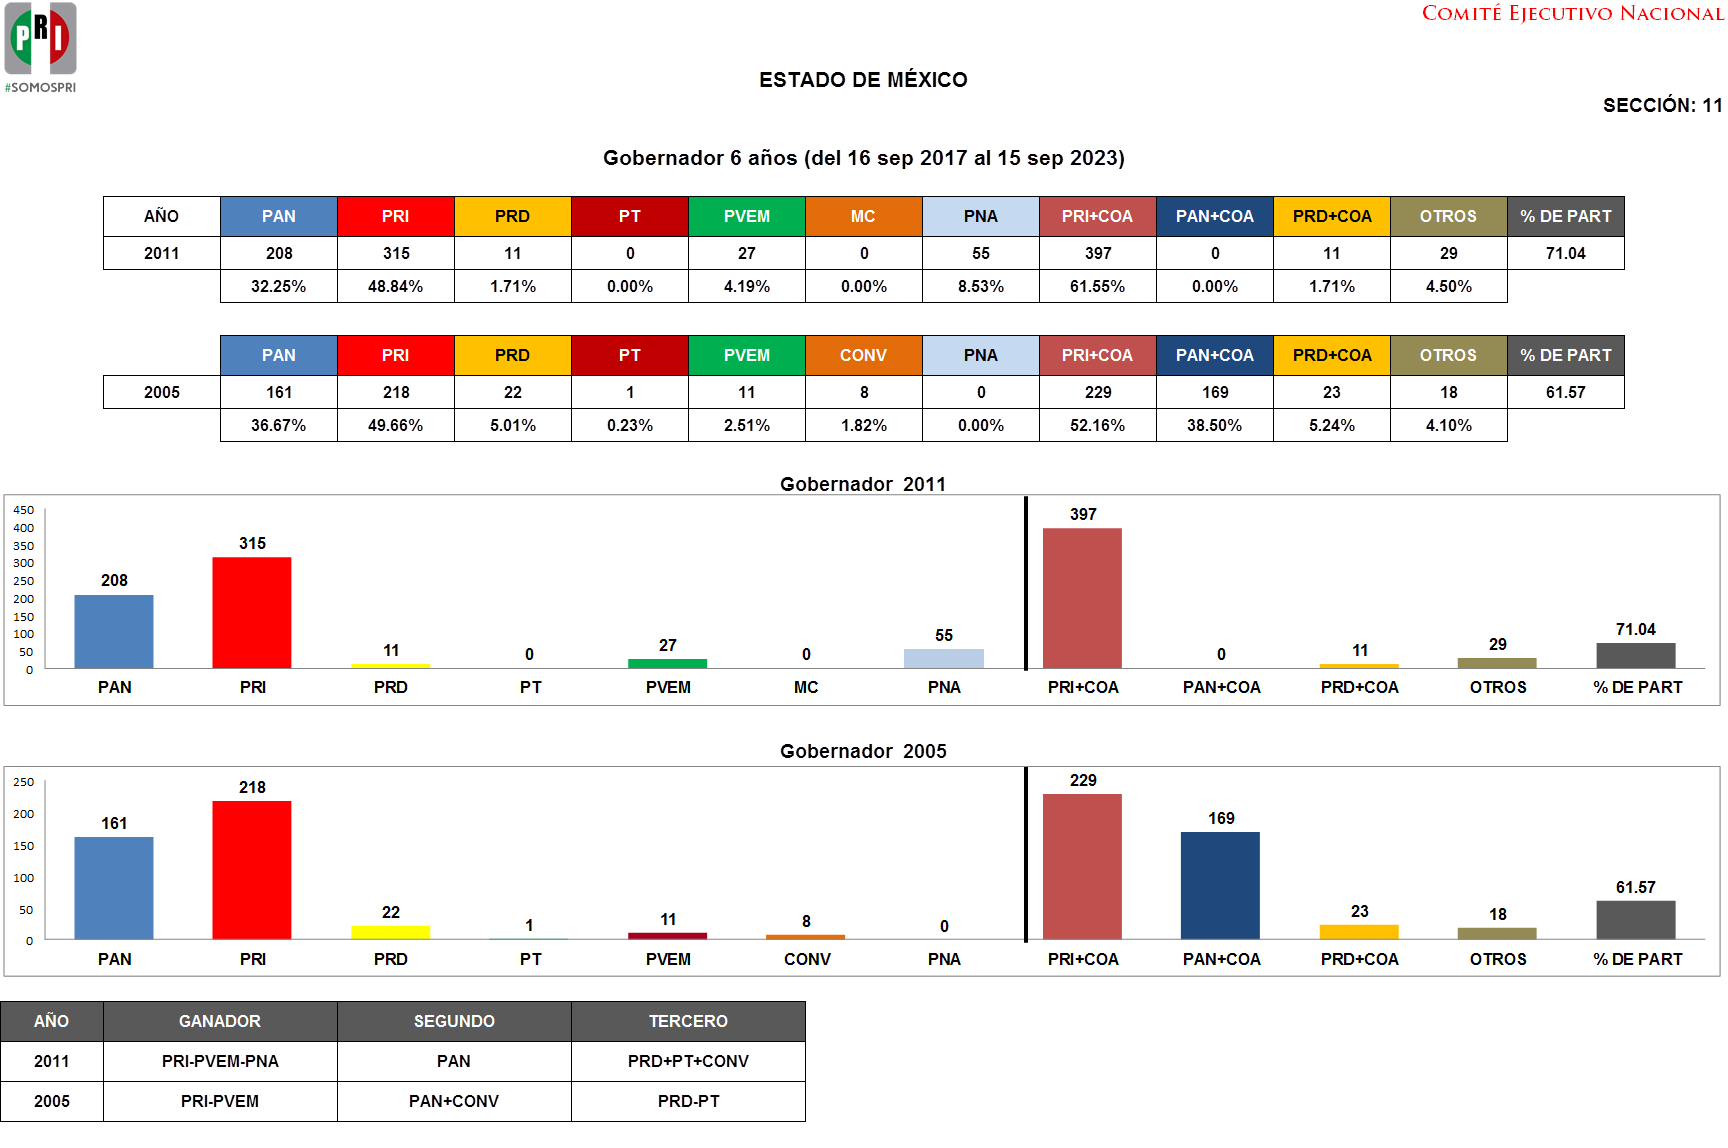 PRI
#SOMOSPRI
COMITÉ EJECUTIVO NACIONAL
ESTADO DE MÉXICO
SECCIÓN: 11
Gobernador 6 años (del 16 sep 2017 al 15 sep 2023)
AÑO PAN PRI PRD PT PVEM MC PNA PRI+COA PAN+COA PRD+COA OTROS % DE PART
2011 208 315 11 0 27 0 55 397 0 11 29 71.04
32.25% 48.84% 1.71% 0.00% 4.19% 0.00% 8.53% 61.55% 0.00% 1.71% 4.50%
PAN PRI PRD PT PVEM CONV PNA PRI+COA PAN+COA PRD+COA OTROS % DE PART
2005 161 218 22 1 11 8 0 229 169 23 18 61.57
36.67% 49.66% 5.01% 0.23% 2.51% 1.82% 0.00% 52.16% 38.50% 5.24% 4.10%
Gobernador 2011
450
400
350
300
250
200
150
100
50
0
208 315 11 0 27 0 55 397 0 11 29 71.04
PAN PRI PRD PT PVEM MC PNA PRI+COA PAN+COA PRD+COA OTROS % DE PART
Gobernador 2005
250
200
150
100
50
0
161 218 22 1 11 8 0 229 169 23 18 61.57
PAN PRI PRD PT PVEM CONV PNA PRI+COA PAN+COA PRD+COA OTROS % DE PART
AÑO GANADOR SEGUNDO TERCERO
2011 PRI-PVEM-PNA PAN PRD+PT+CONV
2005 PRI-PVEM PAN+CONV PRD-PT